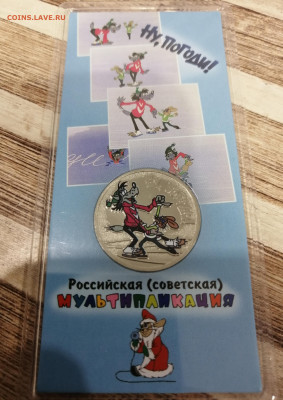 COINS.LAVE.RU
Ну, погоди!
Российская (советская)
МУЛЬТИПЛИКАЦИЯ